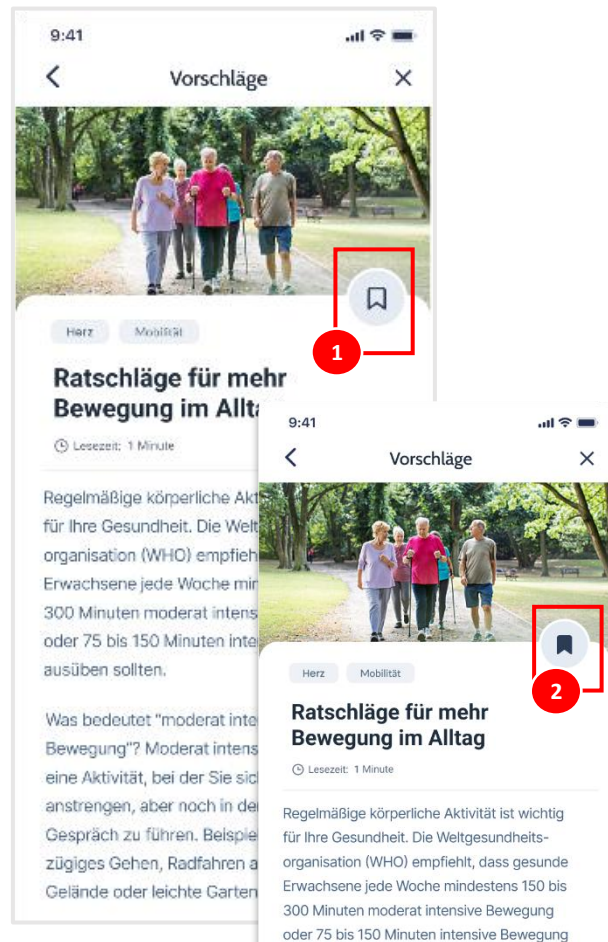 9:41
Vorschläge
1
Herz Mobilität
Ratschläge für mehr
Bewegung im Allt
Lesezeit: 1 Minute
Regelmäßige körperliche Akt
für Ihre Gesundheit. Die Welt
organisation (WHO) empfieh
Erwachsene jede Woche min
300 Minuten moderat intens
oder 75 bis 150 Minuten inte
ausüben sollten.
Was bedeutet "moderat inte
Bewegung"? Moderat intens
eine Aktivität, bei der Sie sic
anstrengen, aber noch in de
Gespräch zu führen. Beispie
zügiges Gehen, Radfahren a
Gelände oder leichte Garten
9:41
Vorschläge
2
Herz Mobilität
Ratschläge für mehr
Bewegung im Alltag
Lesezeit: 1 Minute
Regelmäßige körperliche Aktivität ist wichtig
für Ihre Gesundheit. Die Weltgesundheits-
organisation (WHO) empfiehlt, dass gesunde
Erwachsene jede Woche mindestens 150 bis
300 Minuten moderat intensive Bewegung
oder 75 bis 150 Minuten intensive Bewegung